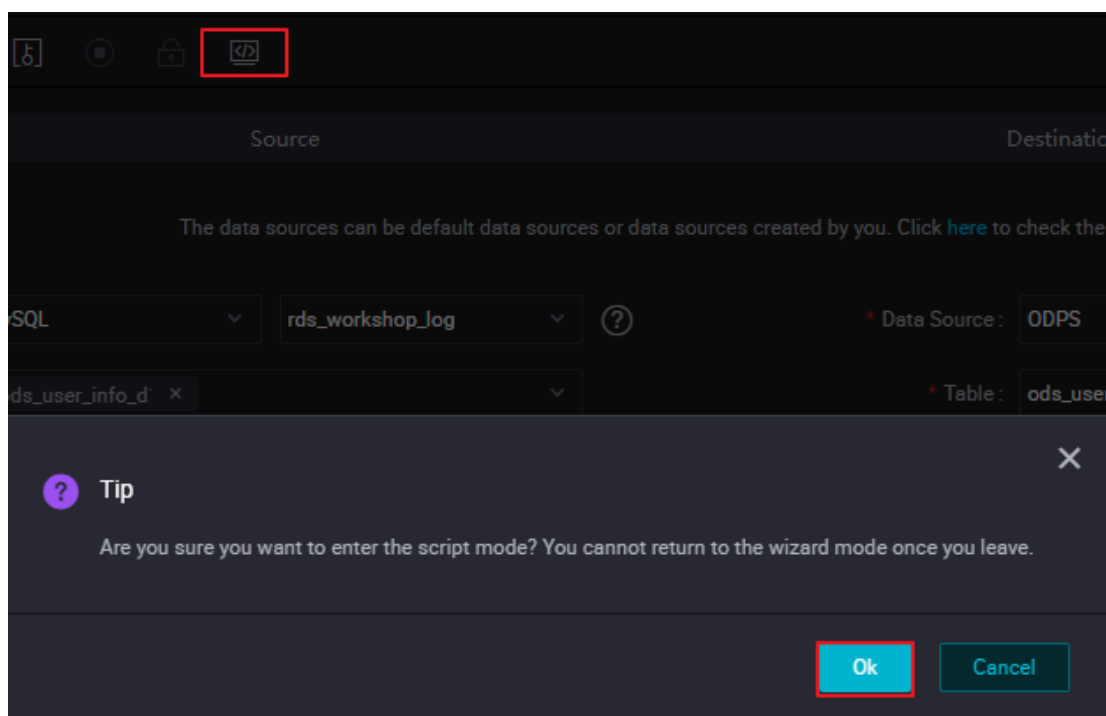 </>
Source
Destinatio
The data sources can be default data sources or data sources created by you. Click here to check the
ySQL
rds_workshop_log
?
* Data Source :
ODPS
ods_user_info_d ×
* Table :
ods_user
? Tip
Are you sure you want to enter the script mode? You cannot return to the wizard mode once you leave.
Ok
Cancel